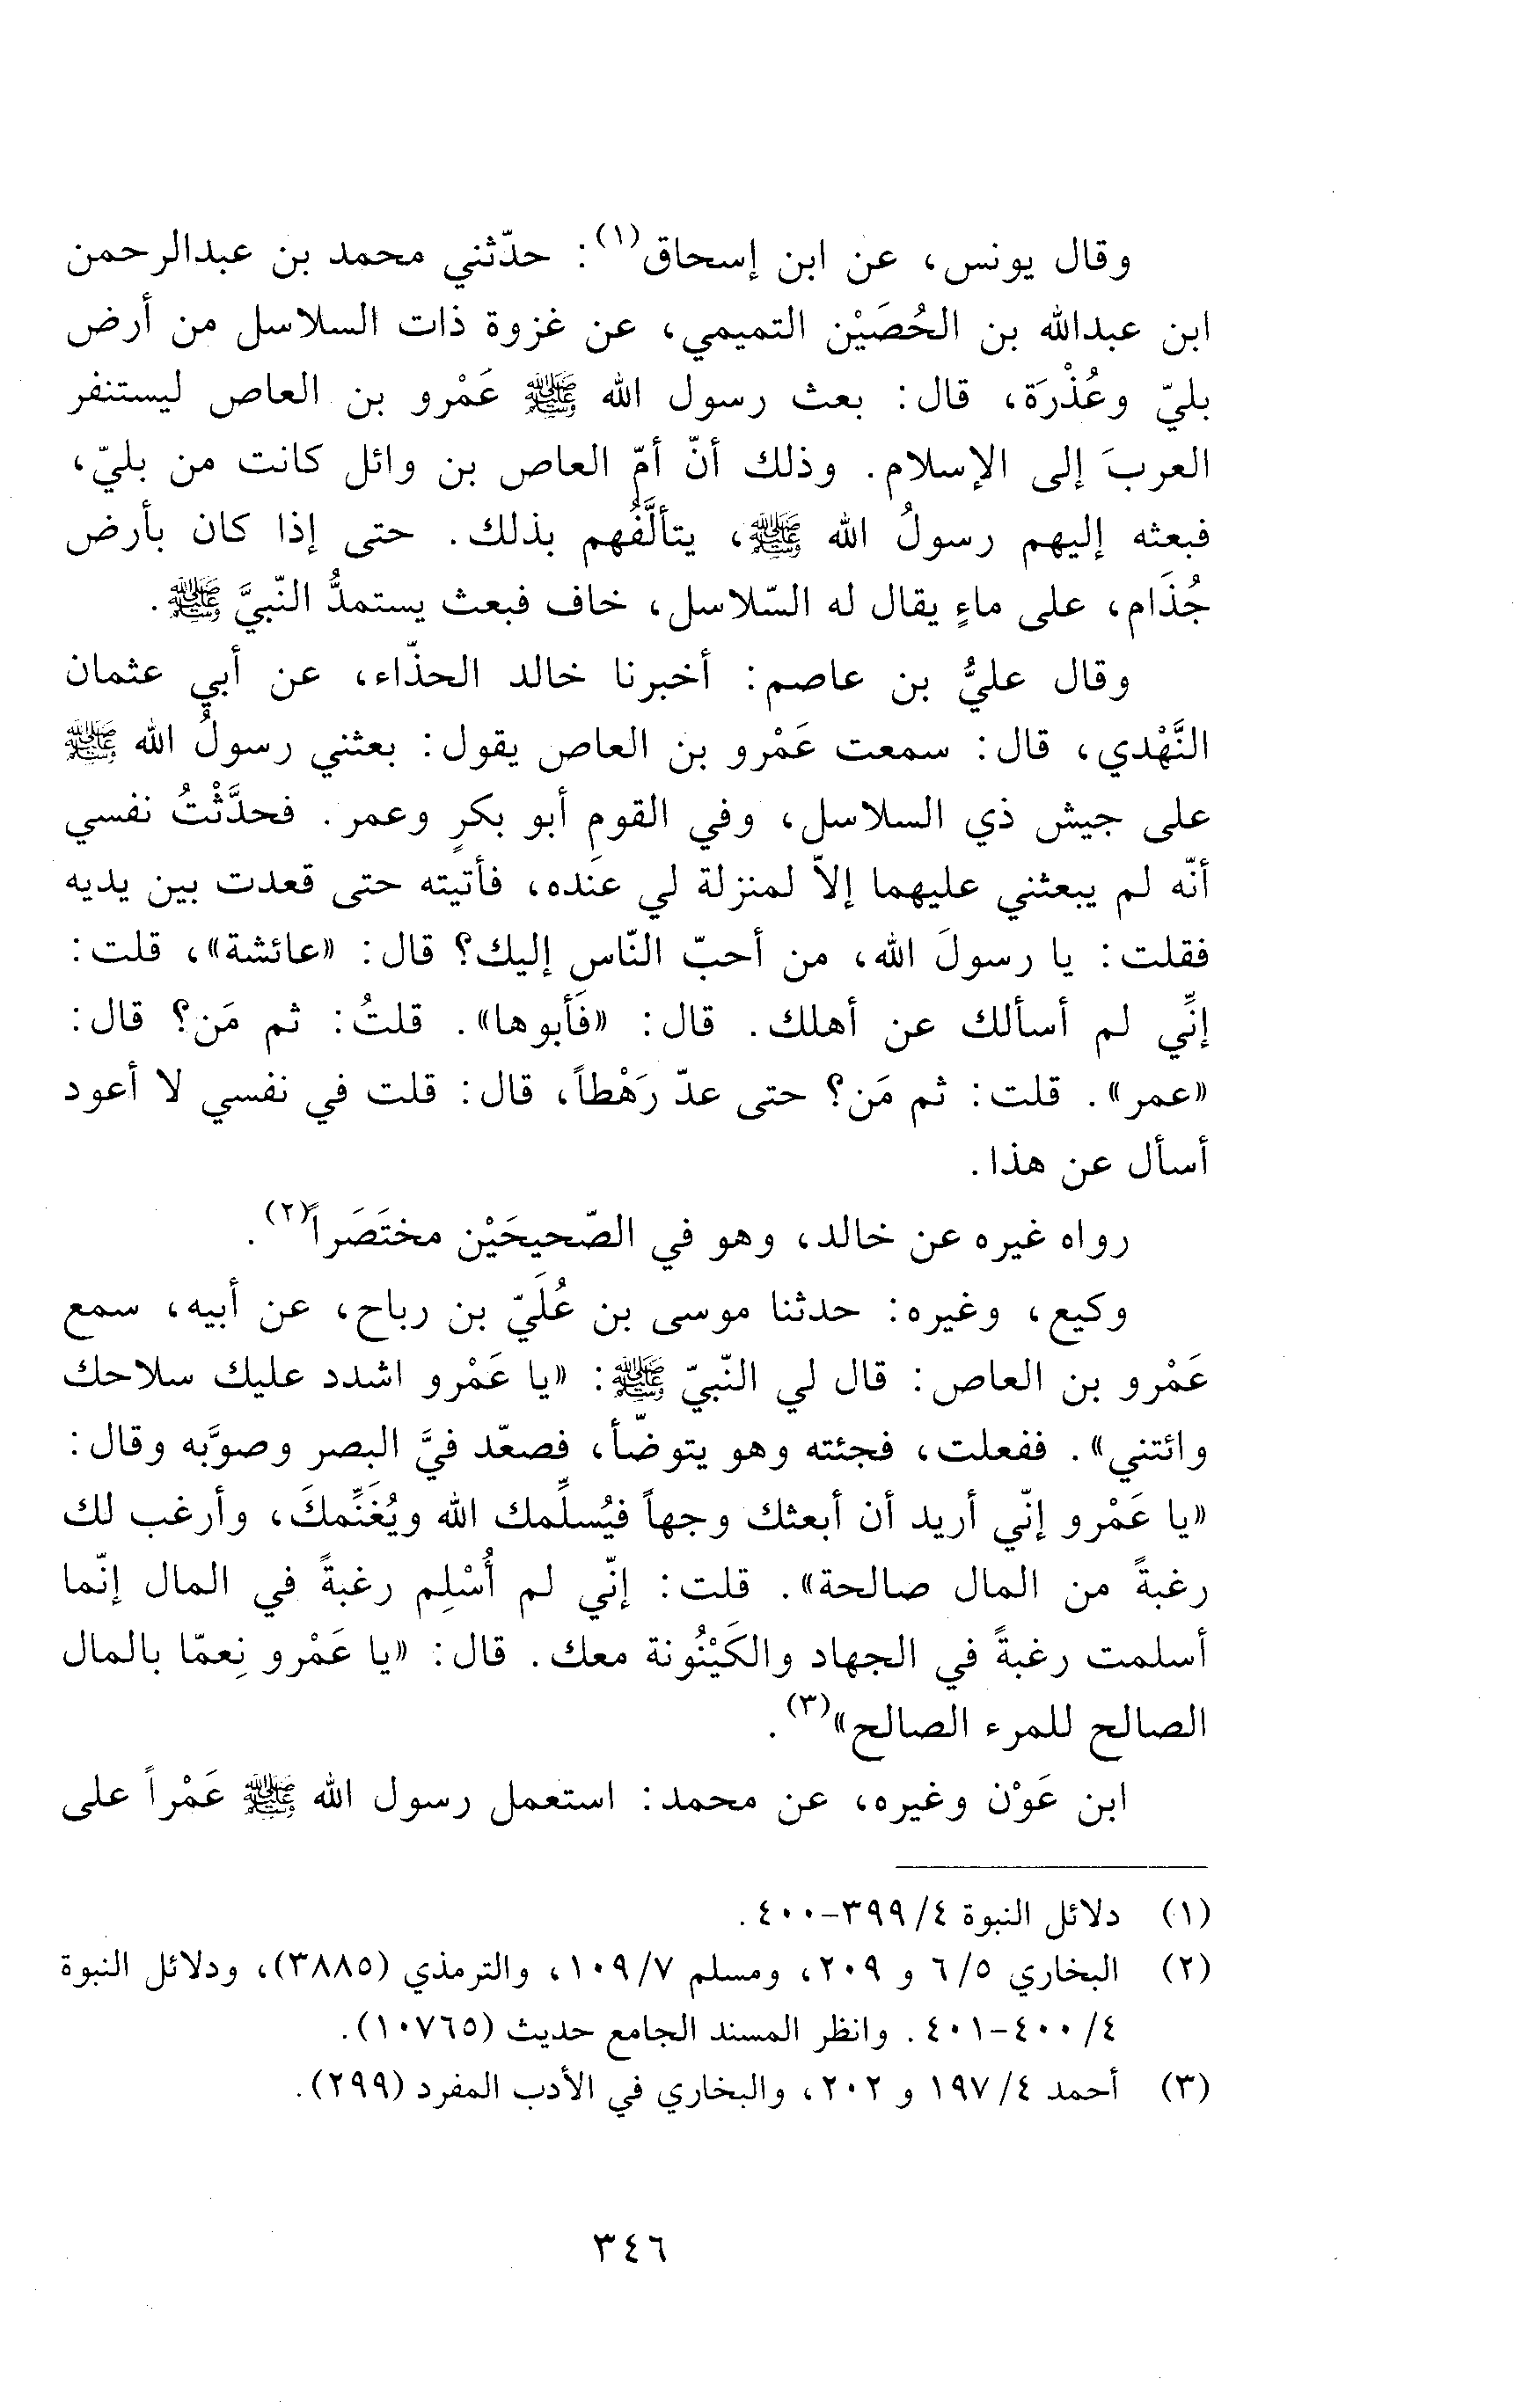 وقال يونس، عن ابن إسحاق(١): حدّثني محمد بن عبدالرحمن
ابن عبدالله بن الحُصَيْن التميمي، عن غزوة ذات السلاسل من أرض
بليّ وعُذْرَة، قال: بعث رسول الله ﷺ عَمْرو بن العاص ليستنفر
العربَ إلى الإسلام. وذلك أنّ أمّ العاص بن وائل كانت من بليّ،
فبعثه إليهم رسولُ الله ﷺ، يتألَّفُهم بذلك. حتى إذا كان بأرض
جُذَام، على ماءٍ يقال له السّلاسل، خاف فبعث يستمدُّ النّبيَّ ﷺ.
وقال عليُّ بن عاصم: أخبرنا خالد الحذّاء، عن أبي عثمان
النَّهْدي، قال: سمعت عَمْرو بن العاص يقول: بعثني رسولُ الله ﷺ
على جيش ذي السلاسل، وفي القوم أبو بكرٍ وعمر. فحدَّثْتُ نفسي
أنّه لم يبعثني عليهما إلاّ لمنزلة لي عنَده، فأتيته حتى قعدت بين يديه
فقلت: يا رسولَ الله، من أحبّ النّاس إليك؟ قال: «عائشة»، قلت:
إنِّي لم أسألك عن أهلك. قال: «فَأبوها». قلتُ: ثم مَن؟ قال:
«عمر». قلت: ثم مَن؟ حتى عدّ رَهْطاً، قال: قلت في نفسي لا أعود
أسأل عن هذا.
رواه غيره عن خالد، وهو في الصّحيحَيْن مختَصَراً(٢).
وكيع، وغيره: حدثنا موسى بن عُلَيّ بن رباح، عن أبيه، سمع
عَمْرو بن العاص: قال لي النّبيّ ﷺ: «يا عَمْرو اشدد عليك سلاحك
وائتني». ففعلت، فجئته وهو يتوضّأ، فصعّد فيَّ البصر وصوَّبه وقال:
«يا عَمْرو إنّي أريد أن أبعثك وجهاً فيُسلِّمك الله ويُغَنِّمكَ، وأرغب لك
رغبةً من المال صالحة». قلت: إنّي لم أُسْلِم رغبةً في المال إنّما
أسلمت رغبةً في الجهاد والكَيْنُونة معك. قال: «يا عَمْرو نِعمّا بالمال
الصالح للمرء الصالح»(٣).
ابن عَوْن وغيره، عن محمد: استعمل رسول الله ﷺ عَمْراً على
(١) دلائل النبوة ٤/ ٣٩٩-٤٠٠.
(٢) البخاري ٥/ ٦ و ٢٠٩، ومسلم ٧/ ١٠٩، والترمذي (٣٨٨٥)، ودلائل النبوة
٤/ ٤٠٠-٤٠١. وانظر المسند الجامع حديث (١٠٧٦٥).
(٣) أحمد ٤/ ١٩٧ و ٢٠٢، والبخاري في الأدب المفرد (٢٩٩).
٣٤٦